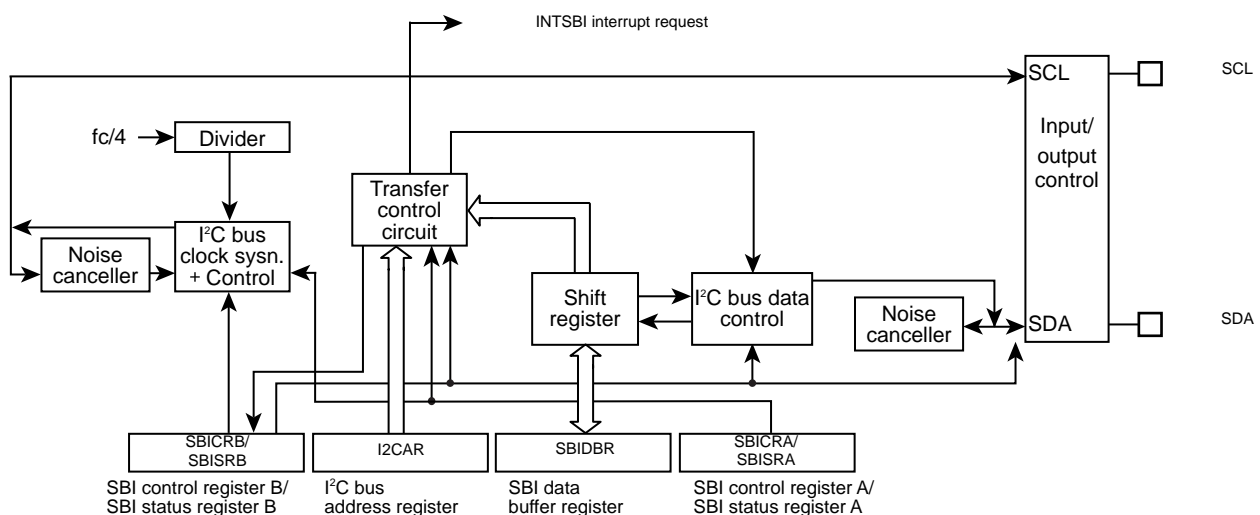 INTSBI interrupt request
SCL
SCL
fc/4
Divider
Input/
output
control
Transfer
control
circuit
I²C bus
clock sysn.
+ Control
Noise
canceller
Shift
register
I²C bus data
control
Noise
canceller
SDA
SDA
SBICRB/
SBISRB
I2CAR
SBIDBR
SBICRA/
SBISRA
SBI control register B/
SBI status register B
I²C bus
address register
SBI data
buffer register
SBI control register A/
SBI status register A